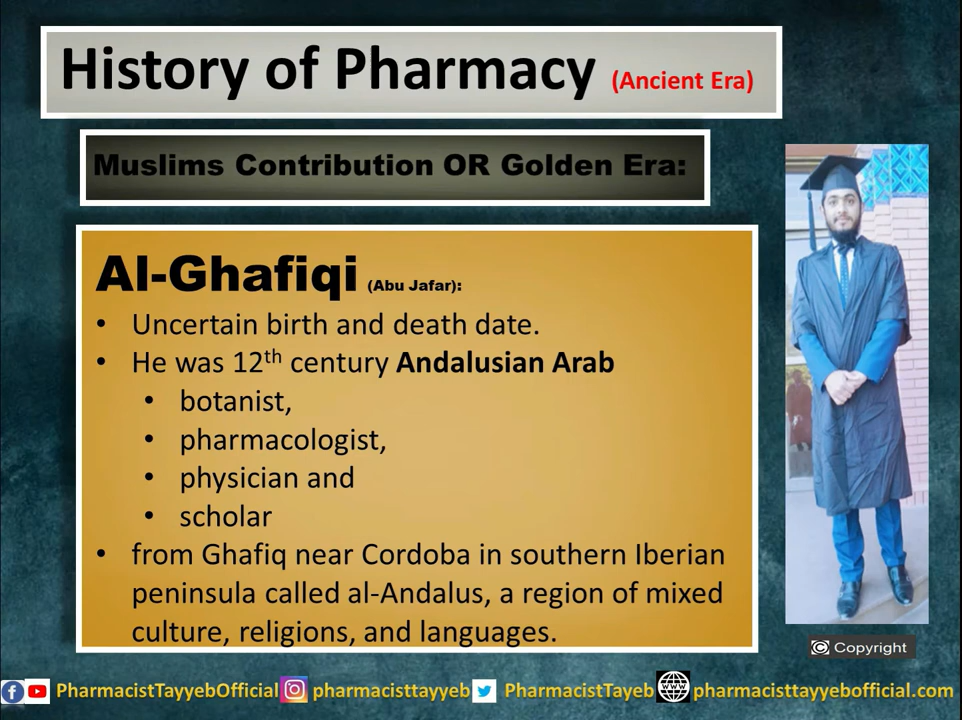 History of Pharmacy (Ancient Era)
Muslims Contribution OR Golden Era:
Al-Ghafiqi (Abu Jafar):
• Uncertain birth and death date.
• He was 12th century Andalusian Arab
• botanist,
• pharmacologist,
• physician and
• scholar
• from Ghafiq near Cordoba in southern Iberian
peninsula called al-Andalus, a region of mixed
culture, religions, and languages.
© Copyright
PharmacistTayyebOfficial pharmacisttayyeb PharmacistTayeb WWW pharmacisttayyebofficial.com